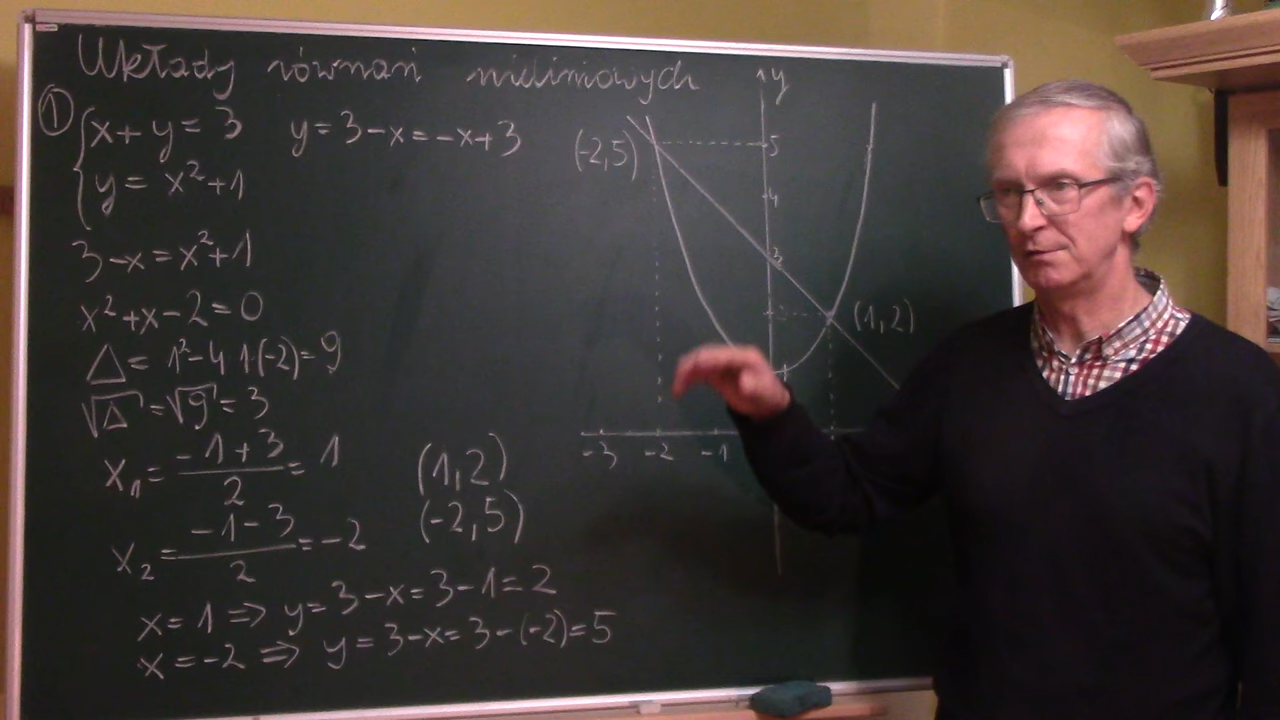 Układy równań nieliniowych
① { x + y = 3   y = 3 - x = -x + 3
y = x² + 1
3 - x = x² + 1
x² + x - 2 = 0
Δ = 1² - 4 1·(-2) = 9
√Δ = √9 = 3
x₁ = (-1 + 3)/2 = 1
(1, 2)
x₂ = (-1 - 3)/2 = -2
(-2, 5)
x = 1 ⇒ y = 3 - x = 3 - 1 = 2
x = -2 ⇒ y = 3 - x = 3 - (-2) = 5
y
(-2, 5)
5
4
3
(1, 2)
1
-3 -2 -1